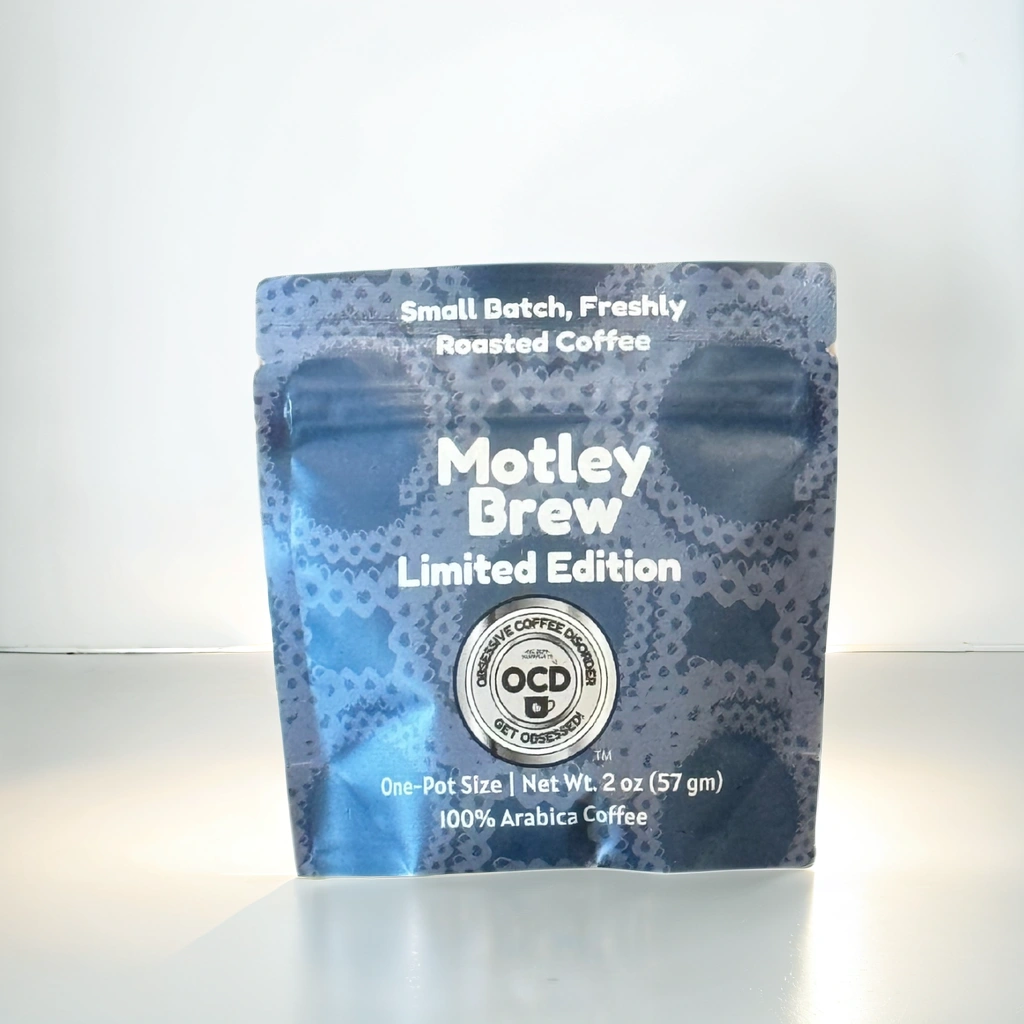 Small Batch, Freshly
Roasted Coffee
Motley
Brew
Limited Edition
OBSESSIVE COFFEE DISORDER
OCD
GET OBSESSED!
TM
One-Pot Size | Net Wt. 2 oz (57 gm)
100% Arabica Coffee